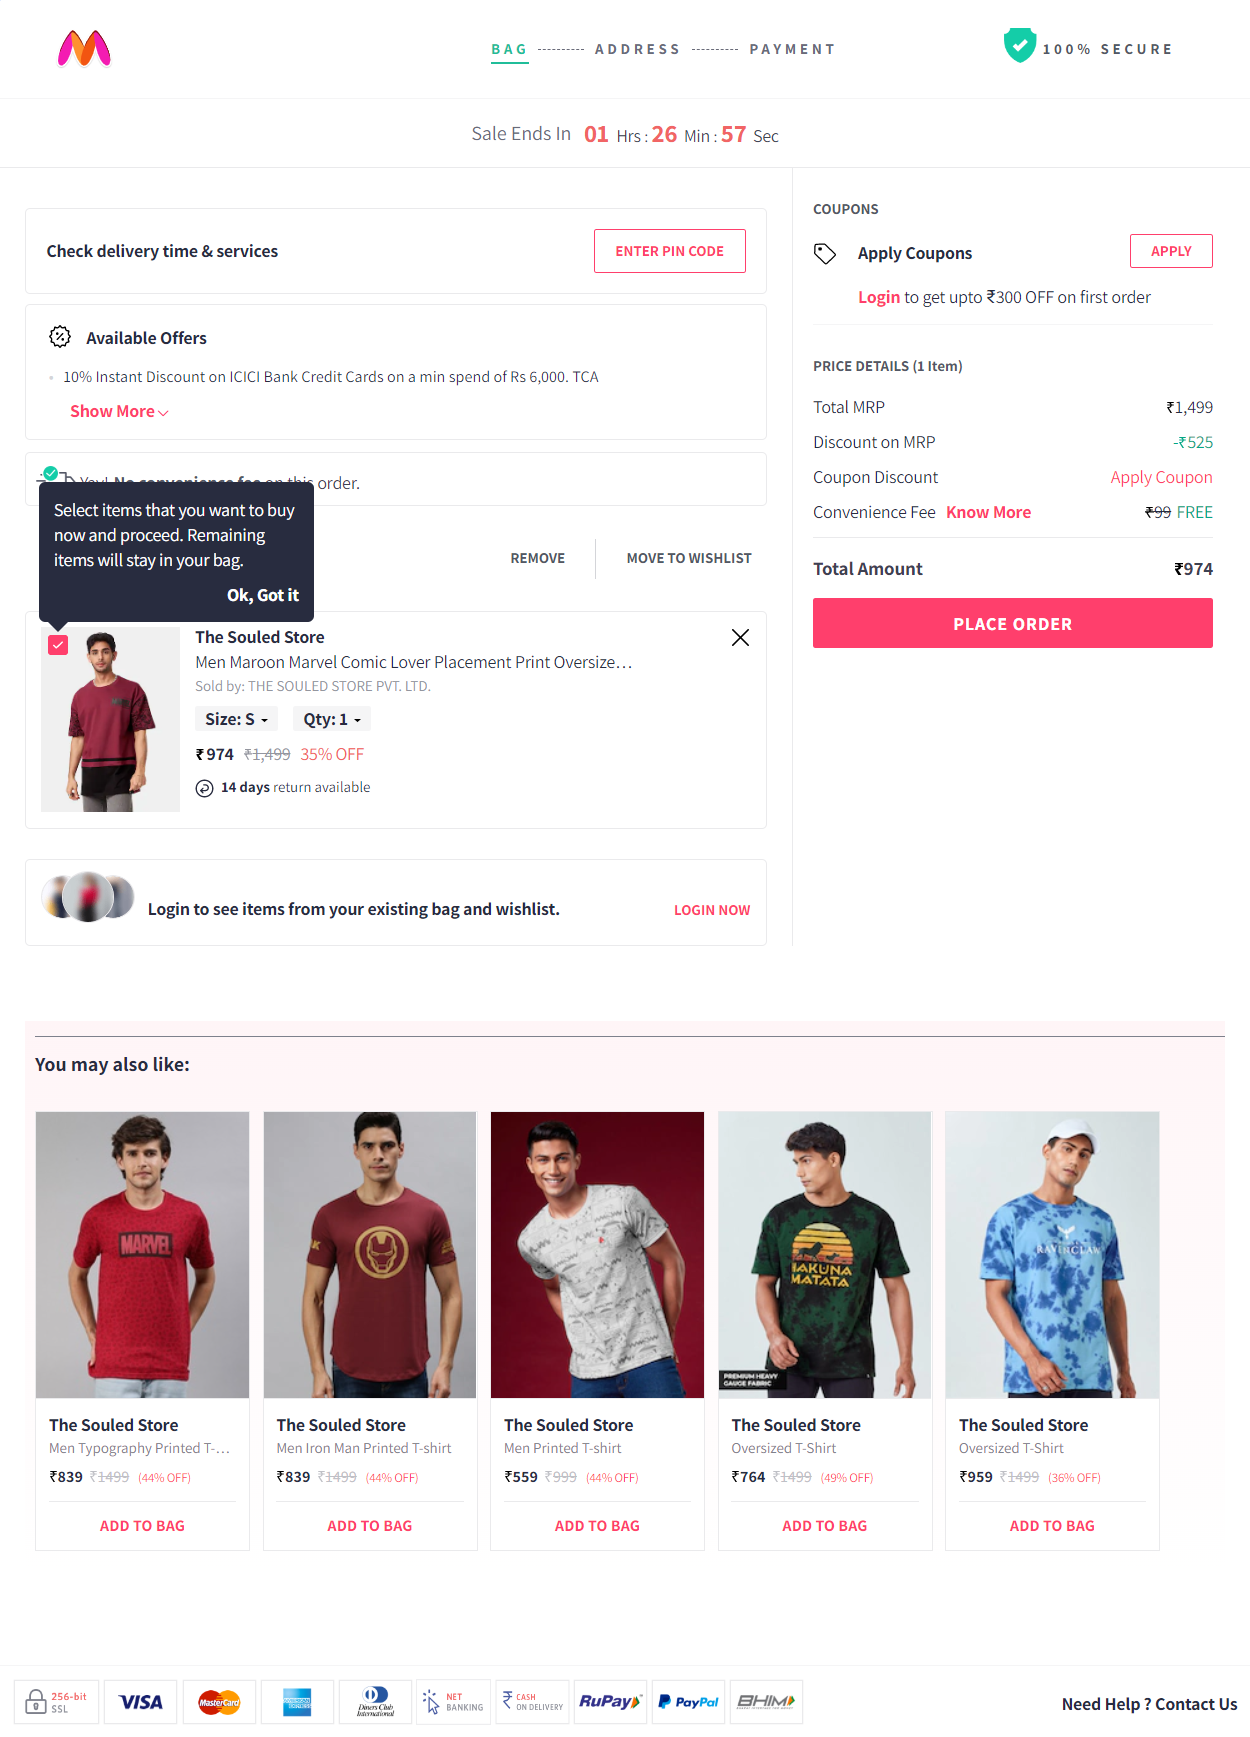 BAG ---------- ADDRESS ---------- PAYMENT
100% SECURE
Sale Ends In 01 Hrs : 26 Min : 57 Sec
Check delivery time & services
ENTER PIN CODE
Available Offers
10% Instant Discount on ICICI Bank Credit Cards on a min spend of Rs 6,000. TCA
Show More
Yay! No convenience fee on this order.
Select items that you want to buy
now and proceed. Remaining
items will stay in your bag.
Ok, Got it
REMOVE
MOVE TO WISHLIST
The Souled Store
Men Maroon Marvel Comic Lover Placement Print Oversize...
Sold by: THE SOULED STORE PVT. LTD.
Size: S
Qty: 1
₹974 ₹1,499 35% OFF
14 days return available
Login to see items from your existing bag and wishlist.
LOGIN NOW
COUPONS
Apply Coupons
APPLY
Login to get upto ₹300 OFF on first order
PRICE DETAILS (1 Item)
Total MRP ₹1,499
Discount on MRP -₹525
Coupon Discount Apply Coupon
Convenience Fee Know More ₹99 FREE
Total Amount ₹974
PLACE ORDER
You may also like:
MARVEL
The Souled Store
Men Typography Printed T-...
₹839 ₹1499 (44% OFF)
ADD TO BAG
The Souled Store
Men Iron Man Printed T-shirt
₹839 ₹1499 (44% OFF)
ADD TO BAG
The Souled Store
Men Printed T-shirt
₹559 ₹999 (44% OFF)
ADD TO BAG
HAKUNA
MATATA
PREMIUM HEAVY
GAUGE FABRIC
The Souled Store
Oversized T-Shirt
₹764 ₹1499 (49% OFF)
ADD TO BAG
RAVENCLAW
The Souled Store
Oversized T-Shirt
₹959 ₹1499 (36% OFF)
ADD TO BAG
256-bit
SSL
VISA
MasterCard
AMERICAN
EXPRESS
Diners Club
International
NET
BANKING
CASH
ON DELIVERY
RuPay
PayPal
BHIM
Need Help ? Contact Us